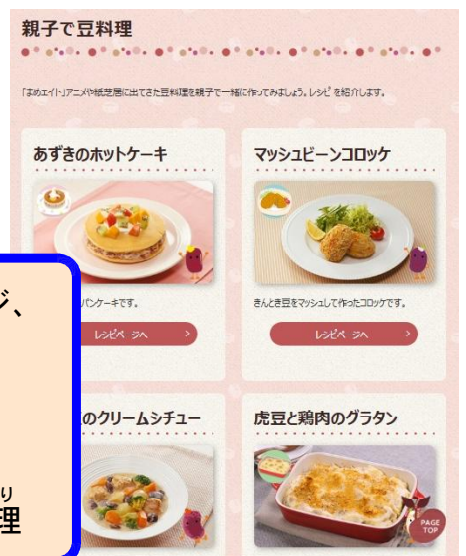 親子で豆料理
「まめエイト」アニメや紙芝居に出てきた豆料理を親子で一緒に作ってみましょう。レシピを紹介します。
あずきのホットケーキ
マッシュビーンコロッケ
パンケーキです。
きんとき豆をマッシュして作ったコロッケです。
レシピページへ
レシピページへ
ジ、
のクリームシチュー
虎豆と鶏肉のグラタン
り
理
PAGE
TOP